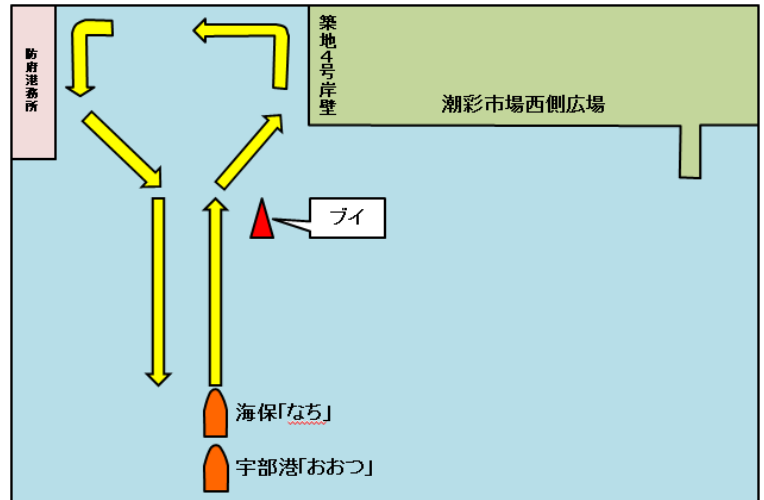 防府港務所
築地4号岸壁
潮彩市場西側広場
ブイ
海保「なち」
宇部港「おおつ」